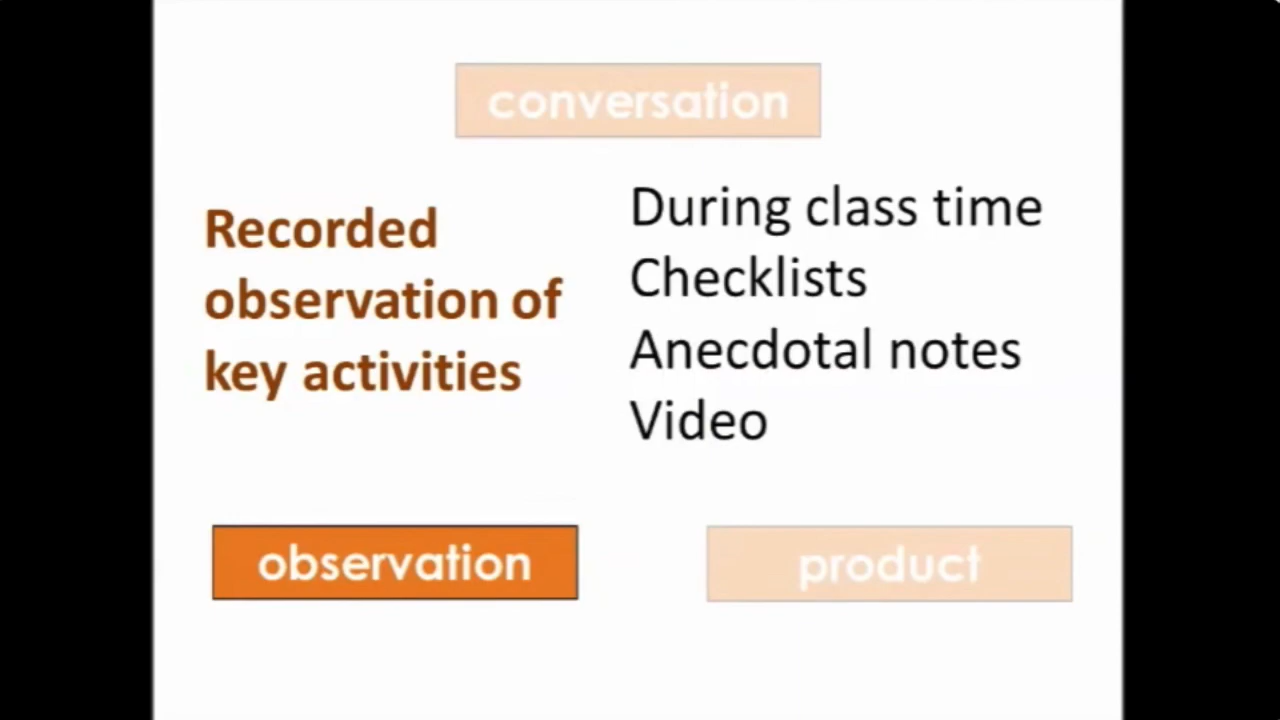 conversation
Recorded
observation of
key activities
During class time
Checklists
Anecdotal notes
Video
observation
product